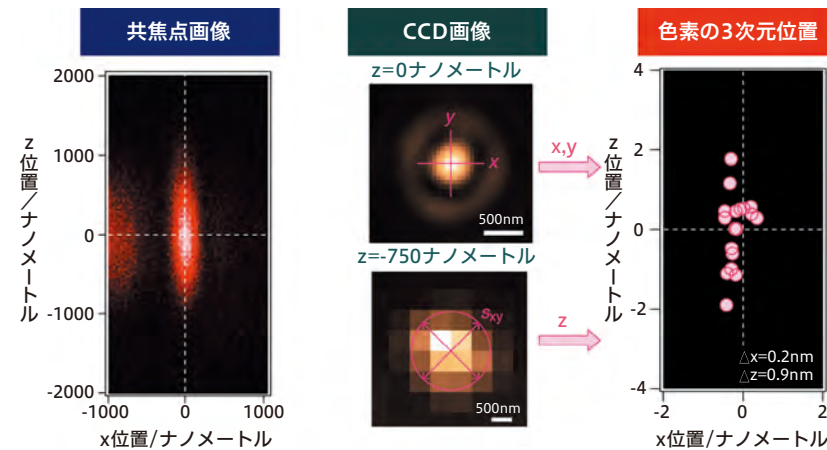 共焦点画像
CCD画像
色素の3次元位置
2000
1000
0
-1000
-2000
z位置/ナノメートル
-1000
0
1000
x位置/ナノメートル
z=0ナノメートル
y
x
500nm
x,y
z=-750ナノメートル
Sxy
500nm
z
4
2
0
-2
-4
z位置/ナノメートル
△x=0.2nm
△z=0.9nm
-2
0
2
x位置/ナノメートル